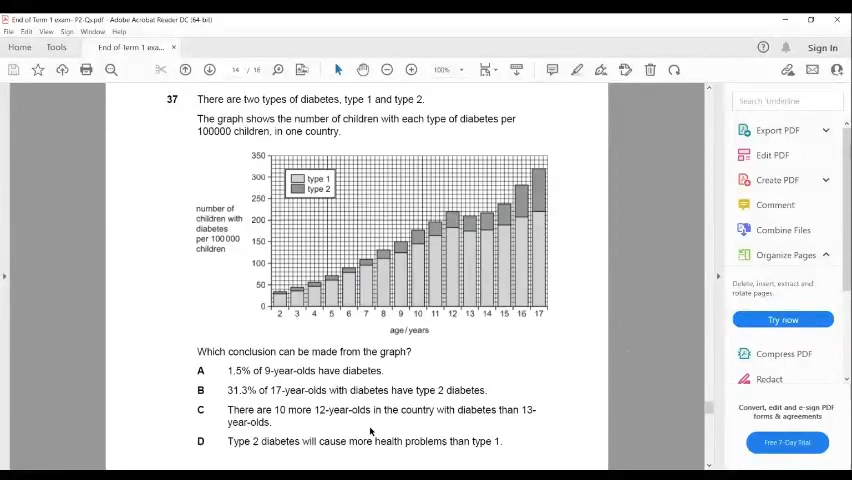 End of Term 1 exam- P2-Qs.pdf - Adobe Acrobat Reader DC (64-bit)
File Edit View Sign Window Help
Home Tools End of Term 1 exa... × Sign In
14 / 16 100%
37 There are two types of diabetes, type 1 and type 2.
The graph shows the number of children with each type of diabetes per
100000 children, in one country.
350
300
250
200
150
100
50
0
type 1
type 2
number of
children with
diabetes
per 100000
children
2 3 4 5 6 7 8 9 10 11 12 13 14 15 16 17
age / years
Which conclusion can be made from the graph?
A 1.5% of 9-year-olds have diabetes.
B 31.3% of 17-year-olds with diabetes have type 2 diabetes.
C There are 10 more 12-year-olds in the country with diabetes than 13-
year-olds.
D Type 2 diabetes will cause more health problems than type 1.
Search 'Underline
Export PDF
Edit PDF
Create PDF
Comment
Combine Files
Organize Pages
Delete, insert, extract and
rotate pages.
Try now
Compress PDF
Redact
Convert, edit and e-sign PDF
forms & agreements
Free 7-Day Trial